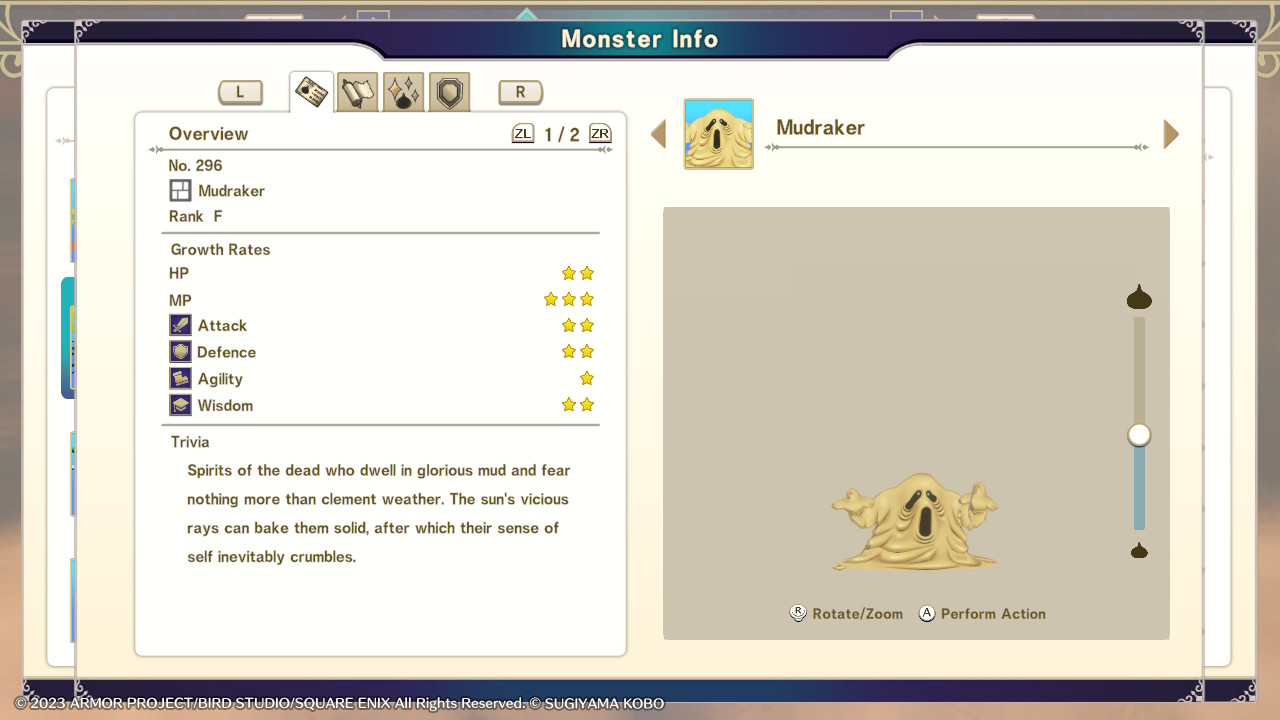 Monster Info
L
R
Overview
ZL 1 / 2 ZR
No. 296
Mudraker
Rank F
Growth Rates
HP
MP
Attack
Defence
Agility
Wisdom
Trivia
Spirits of the dead who dwell in glorious mud and fear
nothing more than clement weather. The sun's vicious
rays can bake them solid, after which their sense of
self inevitably crumbles.
Mudraker
R Rotate/Zoom A Perform Action
© 2023 ARMOR PROJECT/BIRD STUDIO/SQUARE ENIX All Rights Reserved. © SUGIYAMA KOBO